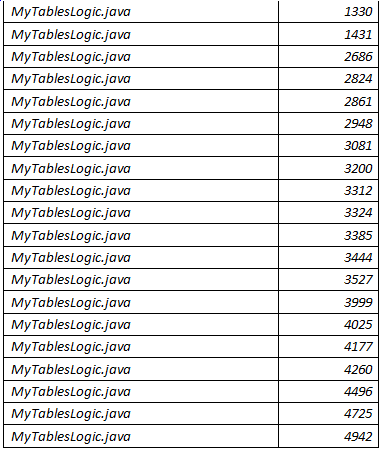 MyTablesLogic.java 1330
MyTablesLogic.java 1431
MyTablesLogic.java 2686
MyTablesLogic.java 2824
MyTablesLogic.java 2861
MyTablesLogic.java 2948
MyTablesLogic.java 3081
MyTablesLogic.java 3200
MyTablesLogic.java 3312
MyTablesLogic.java 3324
MyTablesLogic.java 3385
MyTablesLogic.java 3444
MyTablesLogic.java 3527
MyTablesLogic.java 3999
MyTablesLogic.java 4025
MyTablesLogic.java 4177
MyTablesLogic.java 4260
MyTablesLogic.java 4496
MyTablesLogic.java 4725
MyTablesLogic.java 4942